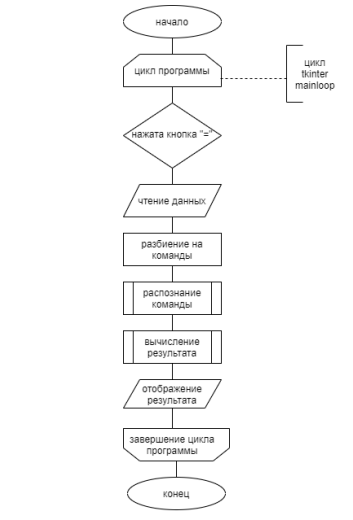 начало
цикл программы
цикл
tkinter
mainloop
нажата кнопка "="
чтение данных
разбиение на
команды
распознание
команды
вычисление
результата
отображение
результата
завершение цикла
программы
конец